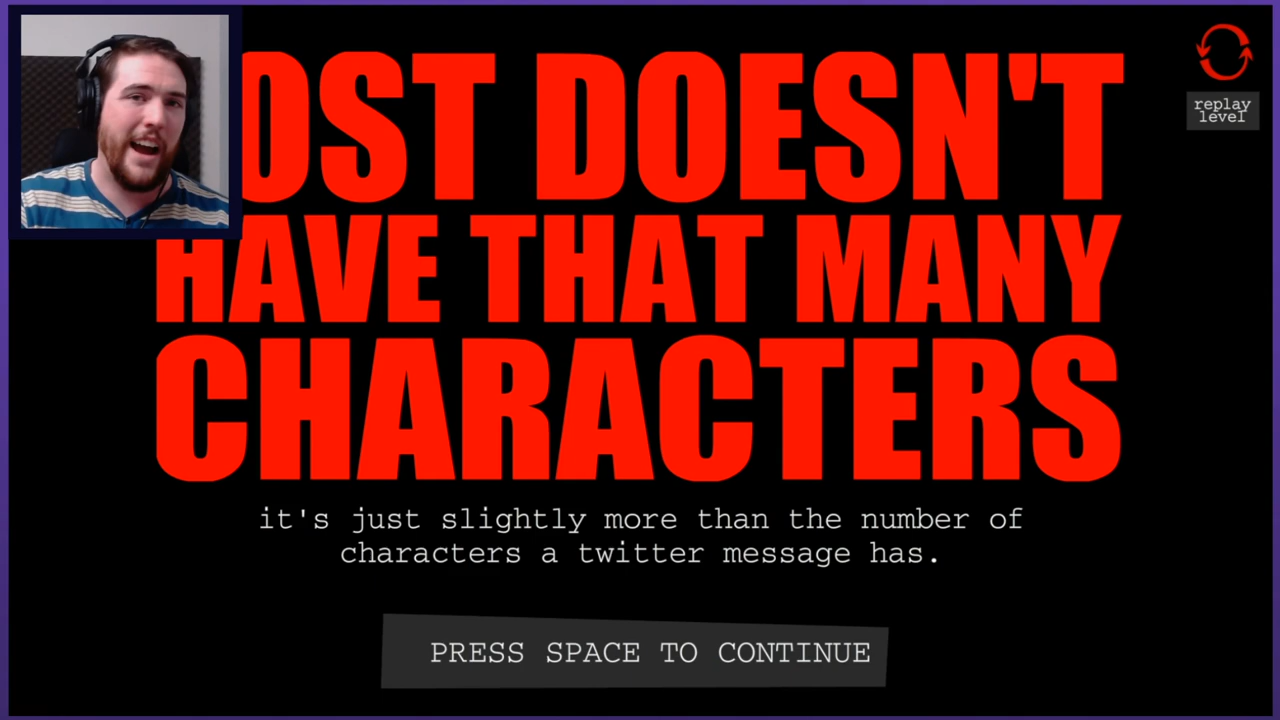 OST DOESN'T
HAVE THAT MANY
CHARACTERS
it's just slightly more than the number of
characters a twitter message has.
PRESS SPACE TO CONTINUE
replay
level